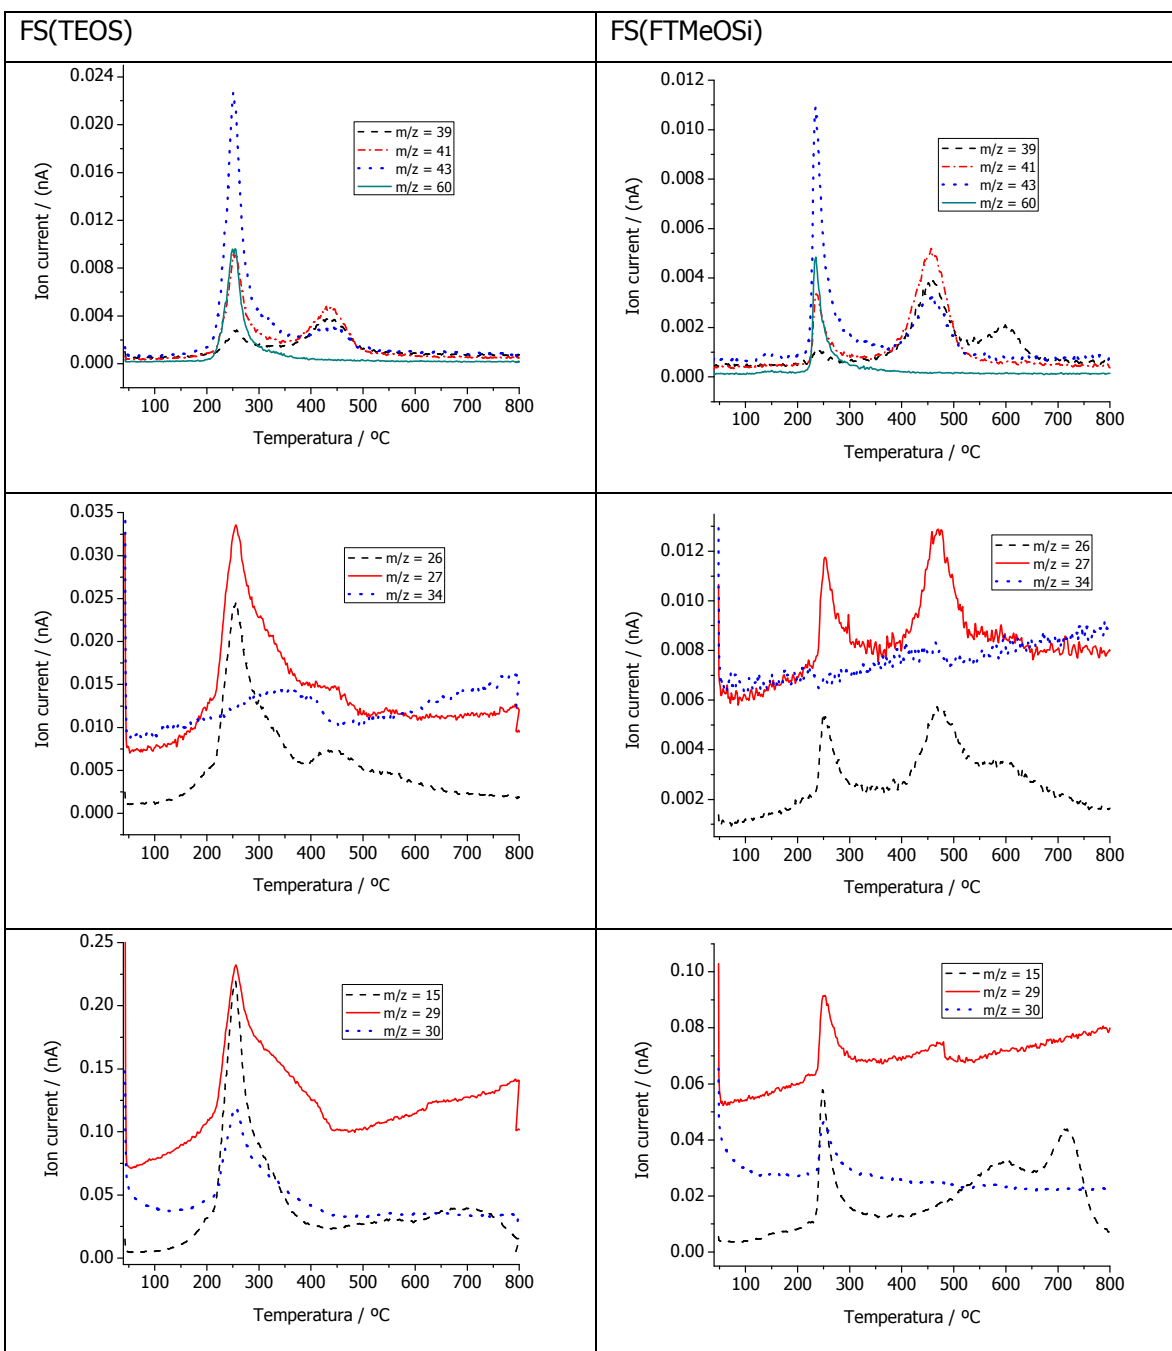 FS(TEOS)
FS(FTMeOSi)
0.024
0.020
0.016
0.012
0.008
0.004
0.000
Ion current / (nA)
m/z = 39
m/z = 41
m/z = 43
m/z = 60
100 200 300 400 500 600 700 800
Temperatura / ºC
0.012
0.010
0.008
0.006
0.004
0.002
0.000
Ion current / (nA)
m/z = 39
m/z = 41
m/z = 43
m/z = 60
100 200 300 400 500 600 700 800
Temperatura / ºC
0.035
0.030
0.025
0.020
0.015
0.010
0.005
0.000
Ion current / (nA)
m/z = 26
m/z = 27
m/z = 34
100 200 300 400 500 600 700 800
Temperatura / ºC
0.012
0.010
0.008
0.006
0.004
0.002
Ion current / (nA)
m/z = 26
m/z = 27
m/z = 34
100 200 300 400 500 600 700 800
Temperatura / ºC
0.25
0.20
0.15
0.10
0.05
0.00
Ion current / (nA)
m/z = 15
m/z = 29
m/z = 30
100 200 300 400 500 600 700 800
Temperatura / ºC
0.10
0.08
0.06
0.04
0.02
0.00
Ion current / (nA)
m/z = 15
m/z = 29
m/z = 30
100 200 300 400 500 600 700 800
Temperatura / ºC